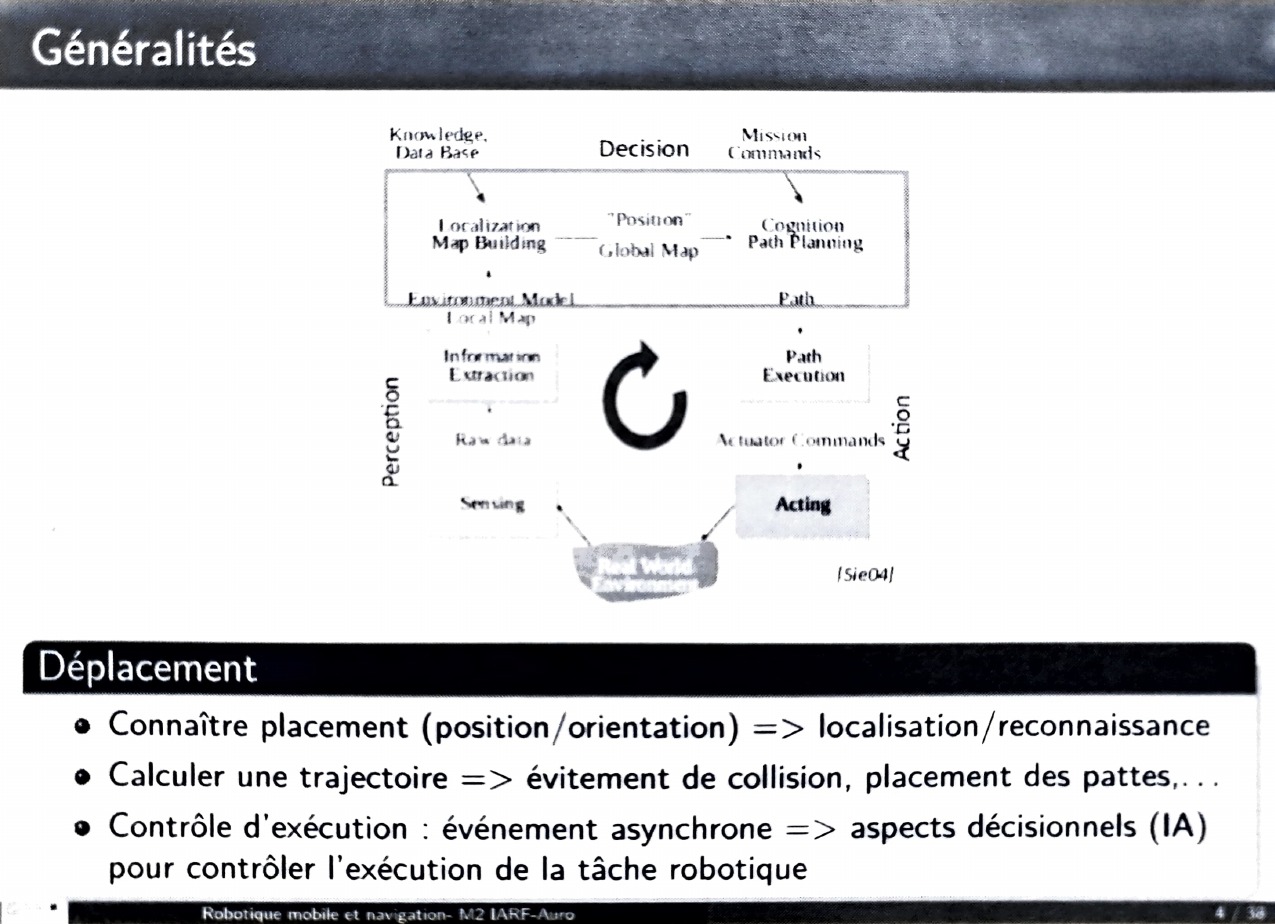 Généralités
Knowledge,
Data Base
Decision
Mission
Commands
Localization
Map Building
"Position"
Global Map
Cognition
Path Planning
Environment Model
Local Map
Path
Information
Extraction
Path
Execution
Perception
Action
Raw data
Actuator Commands
Sensing
Acting
Real World
Environment
[Sie04]
Déplacement
• Connaître placement (position/orientation) => localisation/reconnaissance
• Calculer une trajectoire => évitement de collision, placement des pattes,...
• Contrôle d'exécution : événement asynchrone => aspects décisionnels (IA)
pour contrôler l'exécution de la tâche robotique
Robotique mobile et navigation- M2 IARF-Auro
4 / 38